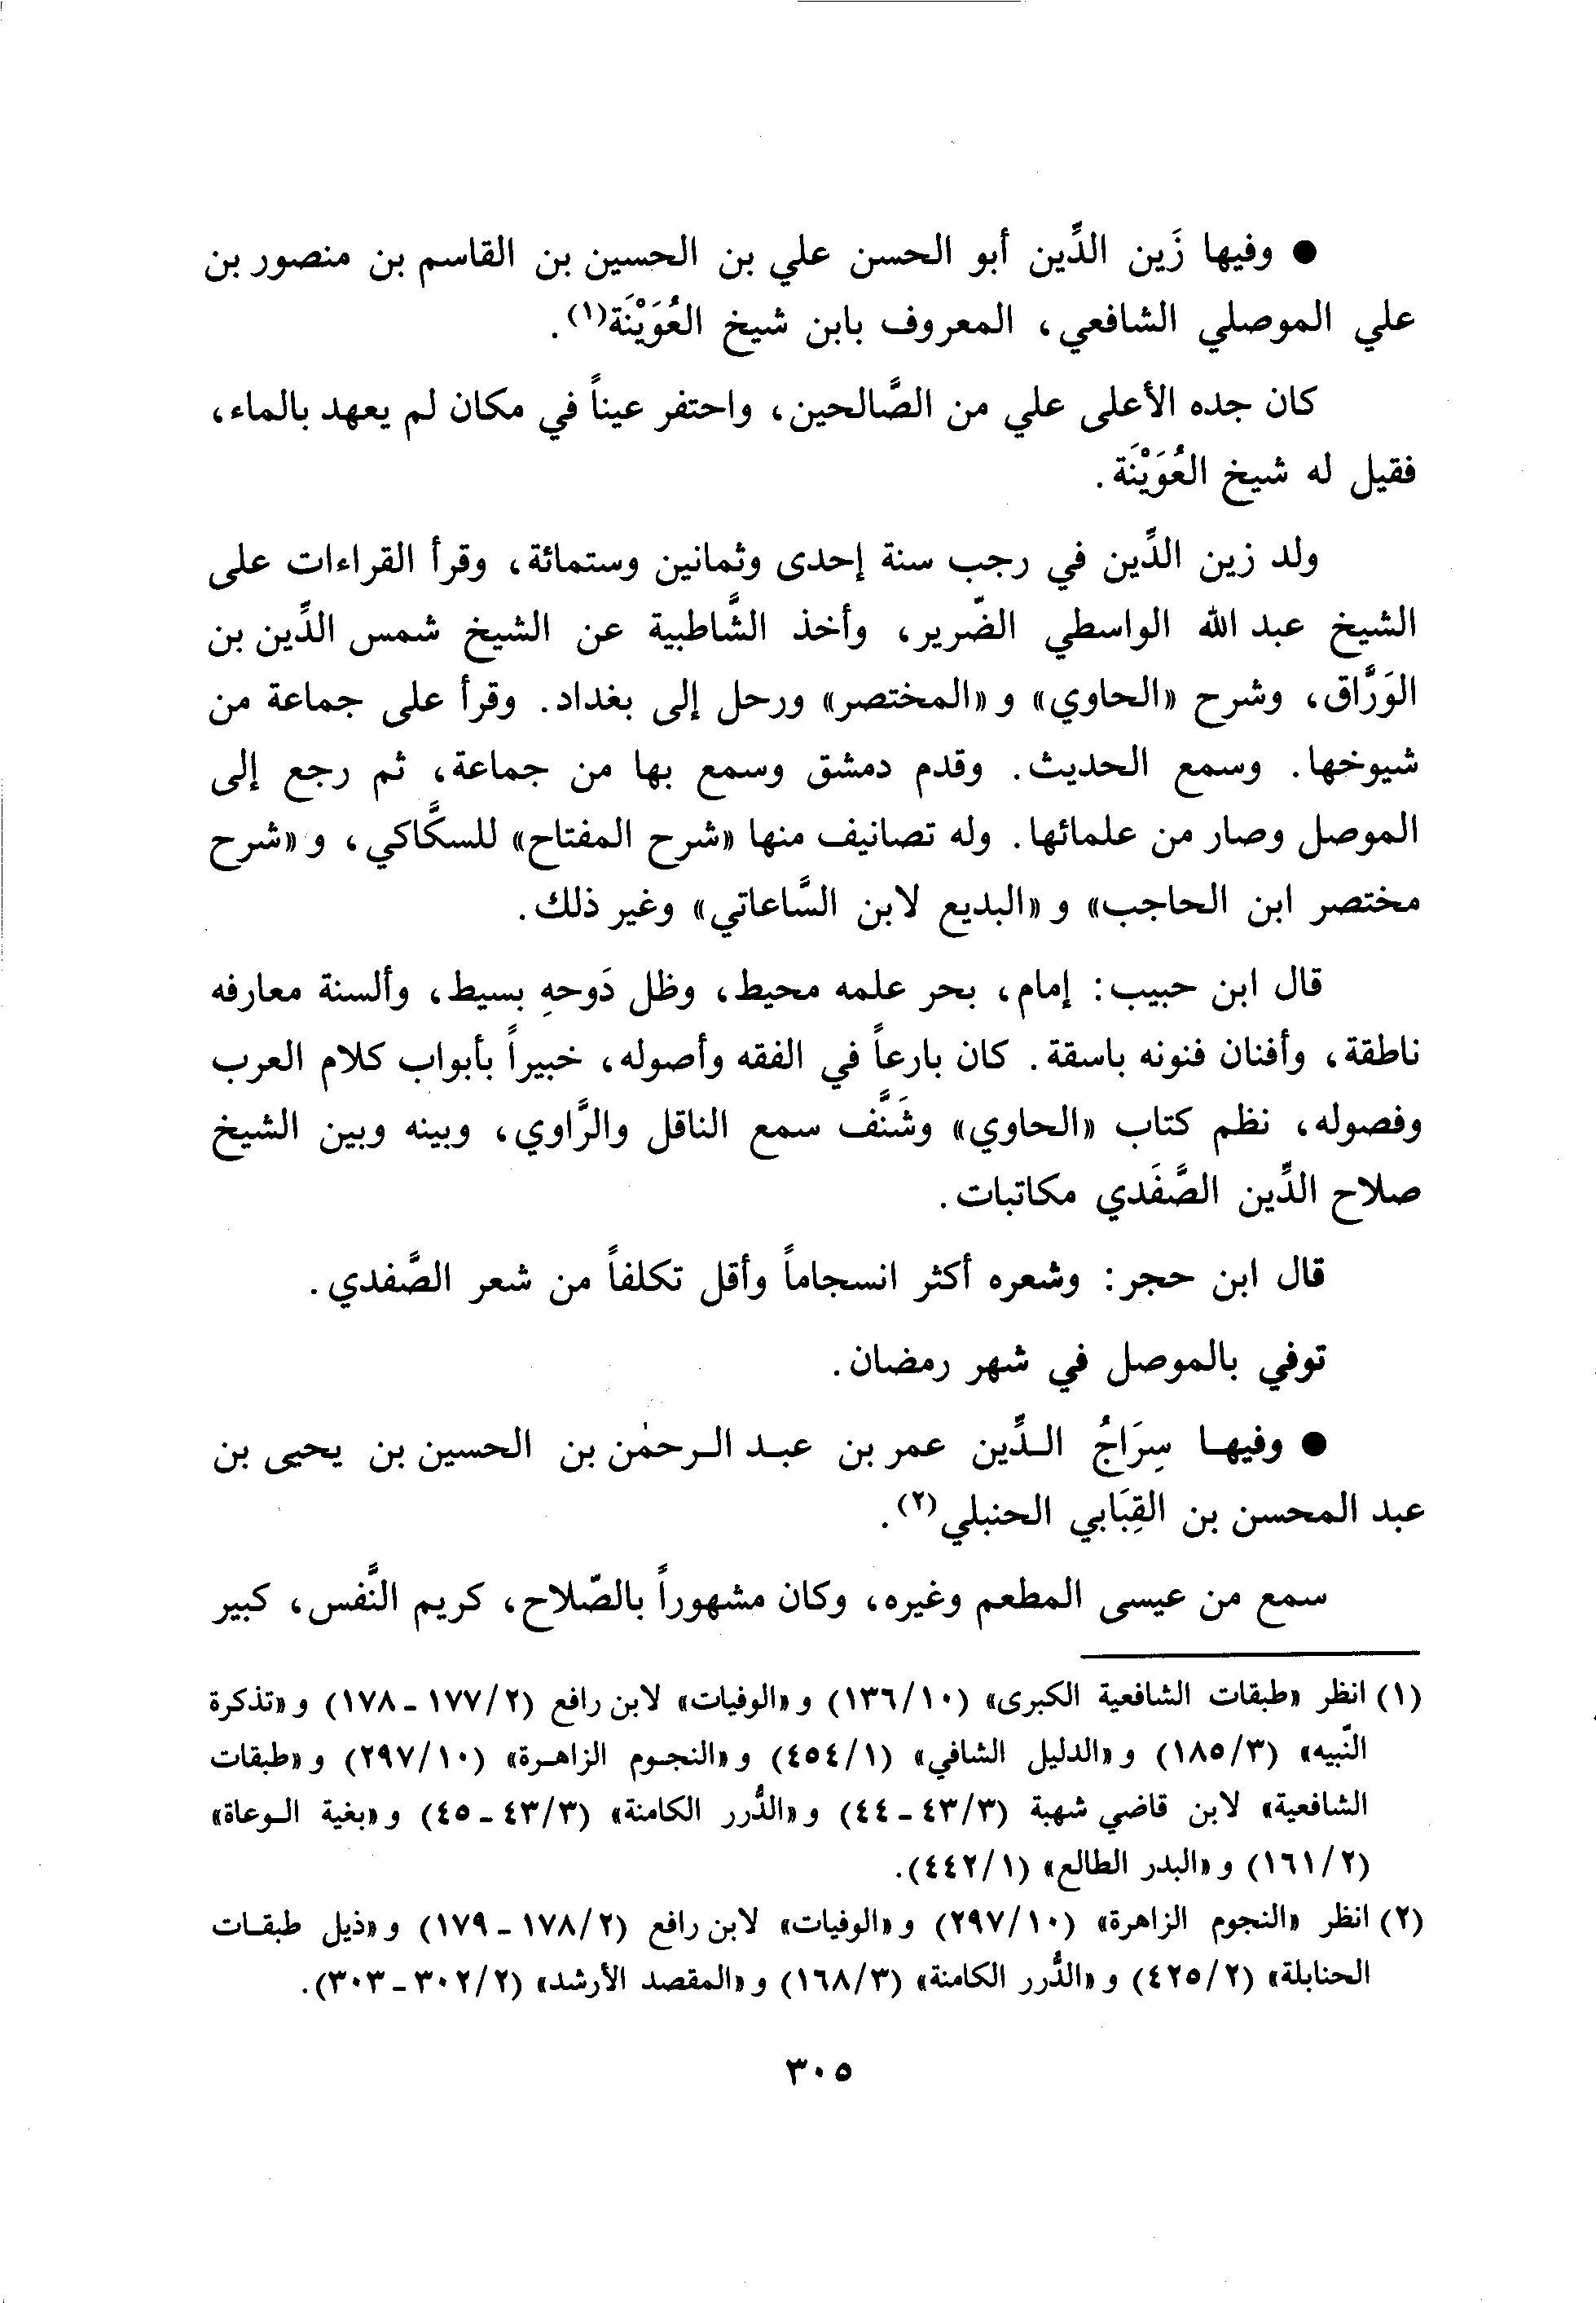 ● وفيها زَين الدِّين أبو الحسن علي بن الحسين بن القاسم بن منصور بن
علي الموصلي الشافعي، المعروف بابن شيخ العُوَيْنَة(١).
كان جده الأعلى علي من الصَّالحين، واحتفر عيناً في مكان لم يعهد بالماء،
فقيل له شيخ العُوَيْنَة.
ولد زين الدِّين في رجب سنة إحدى وثمانين وستمائة، وقرأ القراءات على
الشيخ عبد الله الواسطي الضّرير، وأخذ الشَّاطبية عن الشيخ شمس الدِّين بن
الوَرَّاق، وشرح «الحاوي» و «المختصر» ورحل إلى بغداد. وقرأ على جماعة من
شيوخها. وسمع الحديث. وقدم دمشق وسمع بها من جماعة، ثم رجع إلى
الموصل وصار من علمائها. وله تصانيف منها «شرح المفتاح» للسكَّاكي، و «شرح
مختصر ابن الحاجب» و «البديع لابن السَّاعاتي» وغير ذلك.
قال ابن حبيب: إمام، بحر علمه محيط، وظل دَوحهِ بسيط، وألسنة معارفه
ناطقة، وأفنان فنونه باسقة. كان بارعاً في الفقه وأصوله، خبيراً بأبواب كلام العرب
وفصوله، نظم كتاب «الحاوي» وشَنَّف سمع الناقل والرَّاوي، وبينه وبين الشيخ
صلاح الدِّين الصَّفَدي مكاتبات.
قال ابن حجر: وشعره أكثر انسجاماً وأقل تكلفاً من شعر الصَّفدي.
توفي بالموصل في شهر رمضان.
● وفيها سِرَاجُ الدِّين عمر بن عبد الرحمٰن بن الحسين بن يحيى بن
عبد المحسن بن القِبَابي الحنبلي(٢).
سمع من عيسى المطعم وغيره، وكان مشهوراً بالصّلاح، كريم النَّفس، كبير
(١) انظر «طبقات الشافعية الكبرى» (١٣٦/١٠) و «الوفيات» لابن رافع (١٧٧/٢ - ١٧٨) و «تذكرة
النّبيه» (١٨٥/٣) و «الدليل الشافي» (٤٥٤/١) و «النجوم الزاهرة» (٢٩٧/١٠) و «طبقات
الشافعية» لابن قاضي شهبة (٤٣/٣ - ٤٤) و «الدُّرر الكامنة» (٤٣/٣ - ٤٥) و «بغية الوعاة»
(١٦١/٢) و «البدر الطالع» (٤٤٢/١).
(٢) انظر «النجوم الزاهرة» (٢٩٧/١٠) و «الوفيات» لابن رافع (١٧٨/٢ - ١٧٩) و «ذيل طبقات
الحنابلة» (٤٢٥/٢) و «الدُّرر الكامنة» (١٦٨/٣) و «المقصد الأرشد» (٣٠٢/٢ - ٣٠٣).
٣٠٥